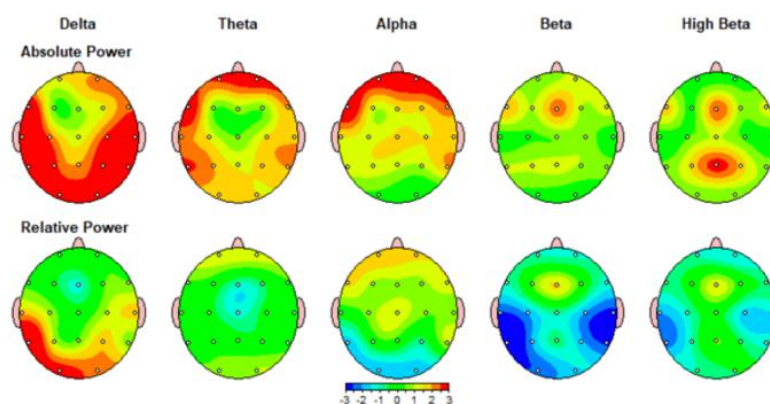 Delta Theta Alpha Beta High Beta
Absolute Power
Relative Power
-3 -2 -1 0 1 2 3